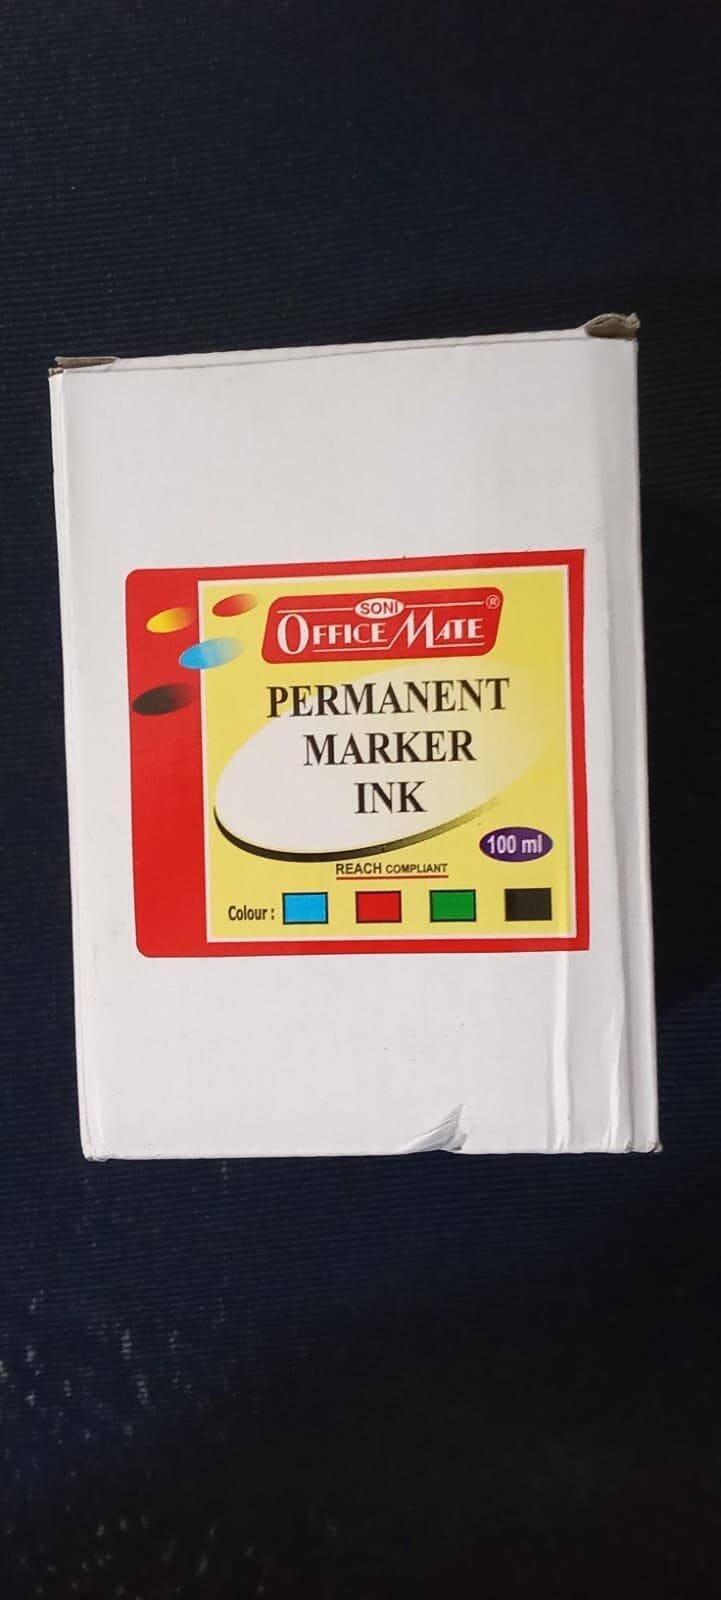 SONI
OFFICE MATE ®
PERMANENT
MARKER
INK
100 ml
REACH COMPLIANT
Colour :